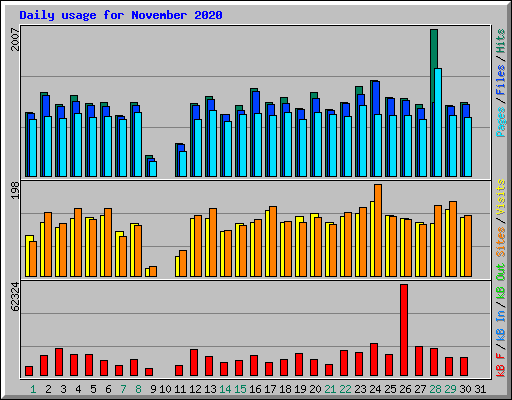 Daily usage for November 2020
2007
198
62324
Pages / Files / Hits
Sites / Visits
kB F / kB In / kB Out
1 2 3 4 5 6 7 8 9 10 11 12 13 14 15 16 17 18 19 20 21 22 23 24 25 26 27 28 29 30 31